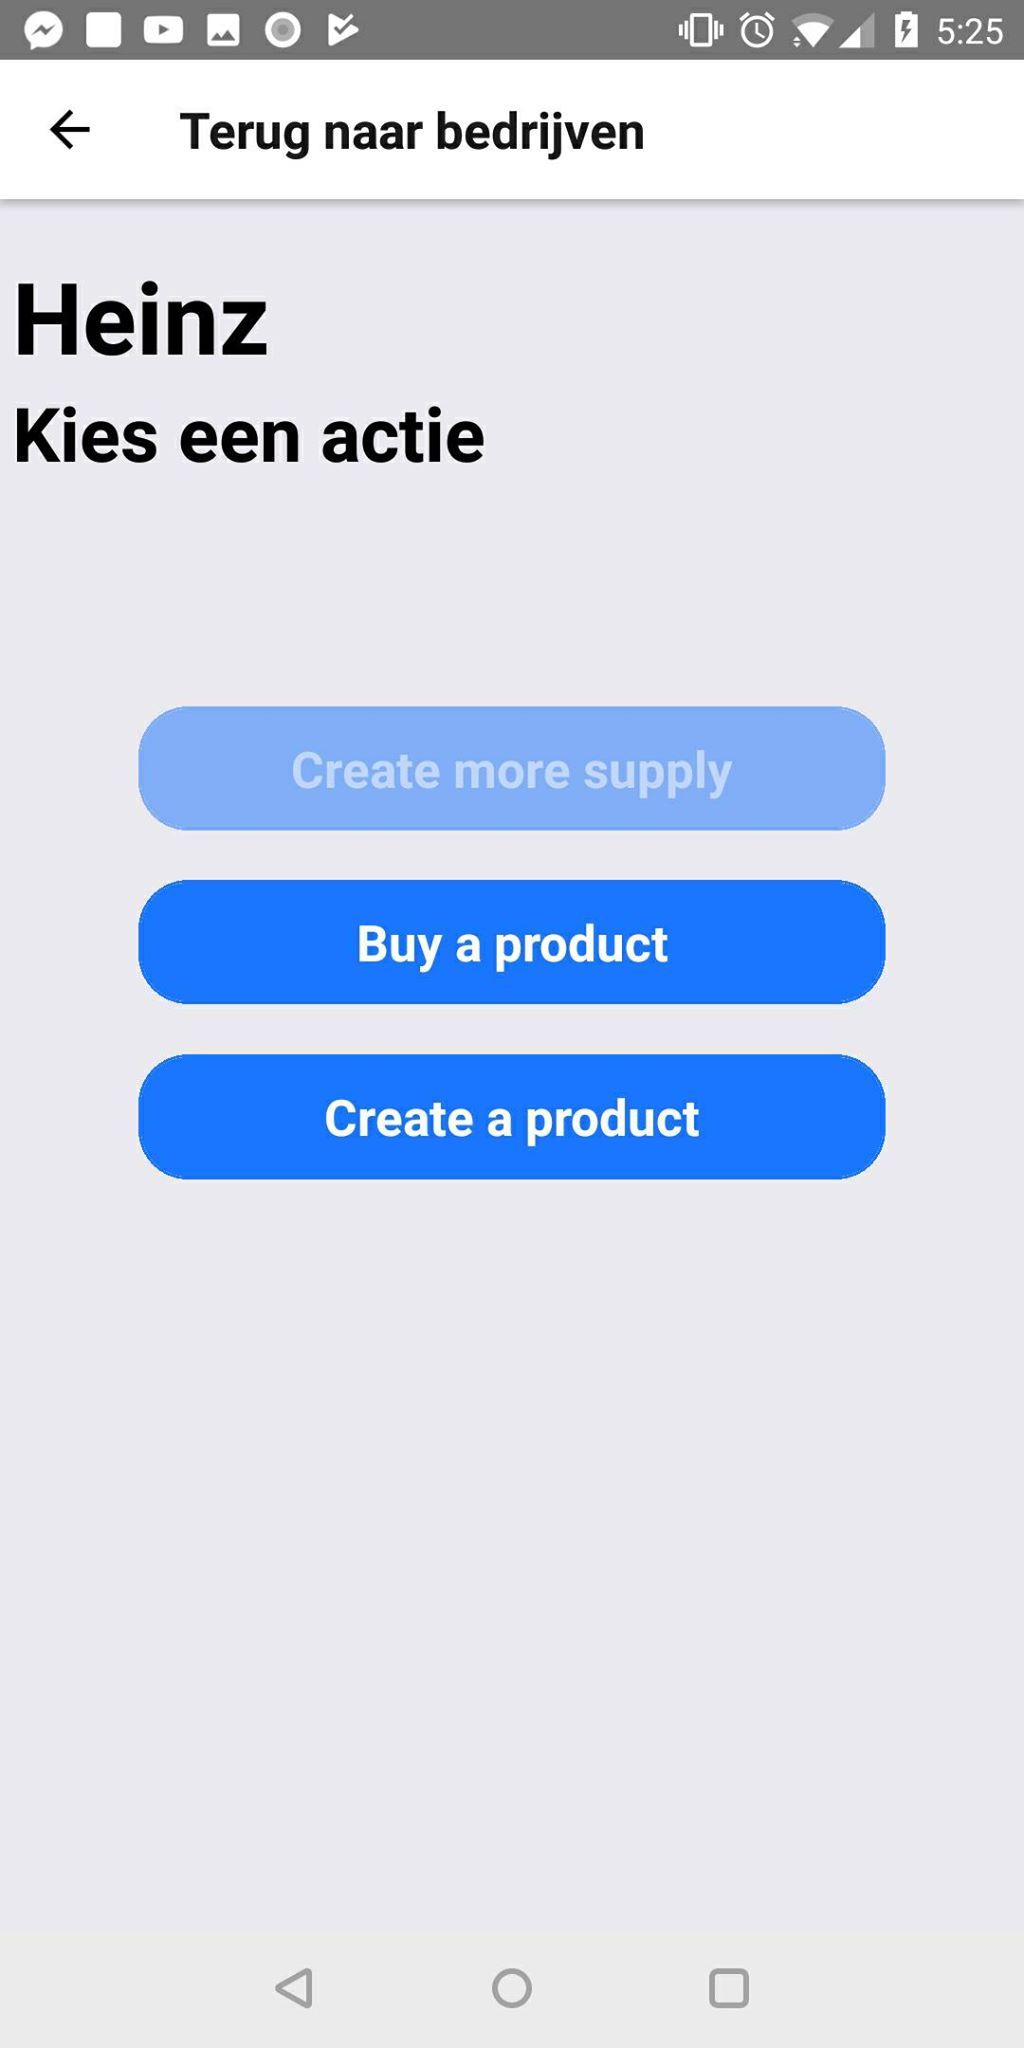 5:25
Terug naar bedrijven
Heinz
Kies een actie
Create more supply
Buy a product
Create a product